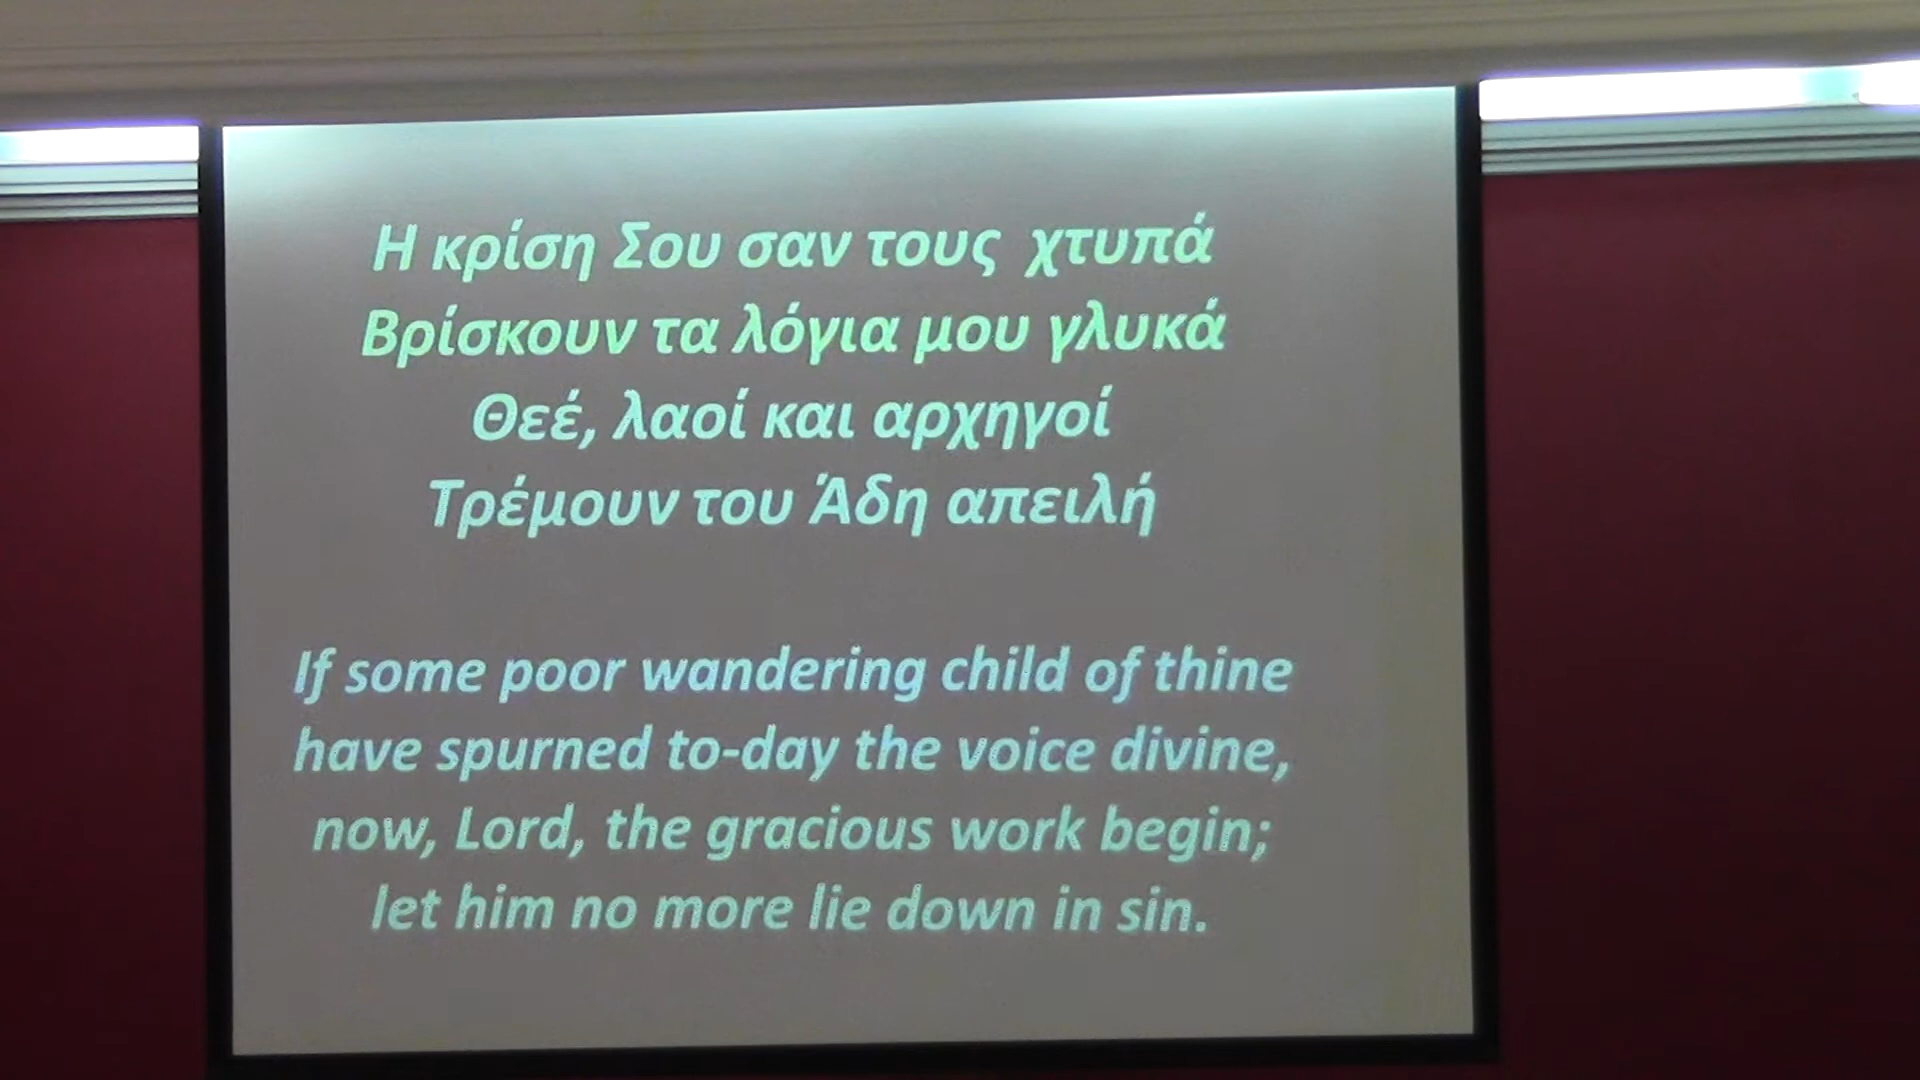 Η κρίση Σου σαν τους χτυπά
Βρίσκουν τα λόγια μου γλυκά
Θεέ, λαοί και αρχηγοί
Τρέμουν του Άδη απειλή
If some poor wandering child of thine
have spurned to-day the voice divine,
now, Lord, the gracious work begin;
let him no more lie down in sin.